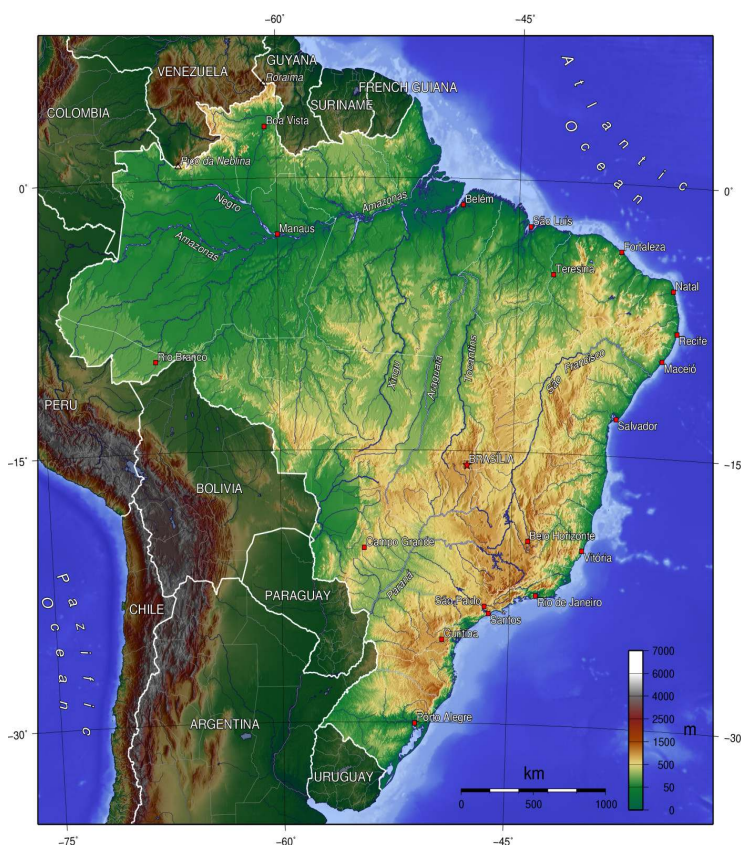 −60°
−45°
GUYANA
VENEZUELA
Roraima
FRENCH GUIANA
SURINAME
COLOMBIA
Boa Vista
Atlantic
Ocean
Pico da Neblina
0°
0°
Negro
Amazonas
Belém
Manaus
São Luis
Amazonas
Fortaleza
Teresina
Natal
Recife
Rio Branco
Xingu
Araguaia
Tocantins
São Francisco
Maceió
PERU
Salvador
−15°
BRASÍLIA
−15
BOLIVIA
Campo Grande
Belo Horizonte
Vitória
Pazific
Ocean
CHILE
PARAGUAY
Paraná
São Paulo
Rio de Janeiro
Santos
Curitiba
7000
6000
4000
2500
m
1500
500
50
0
ARGENTINA
Porto Alegre
−30°
−30
URUGUAY
km
0
500
1000
−75°
−60°
−45°